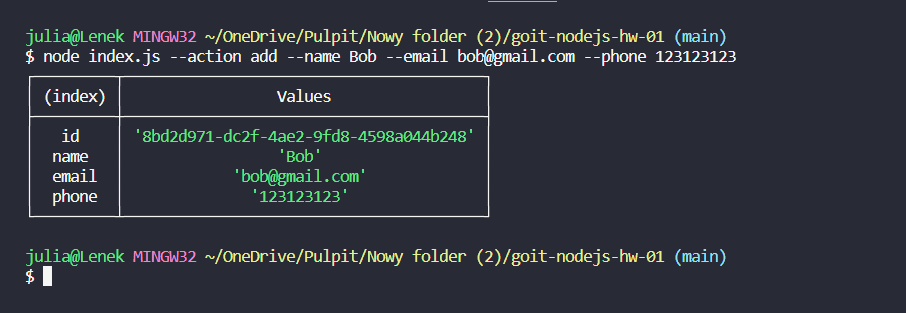 julia@Lenek MINGW32 ~/OneDrive/Pulpit/Nowy folder (2)/goit-nodejs-hw-01 (main)
$ node index.js --action add --name Bob --email bob@gmail.com --phone 123123123
(index) Values
id '8bd2d971-dc2f-4ae2-9fd8-4598a044b248'
name 'Bob'
email 'bob@gmail.com'
phone '123123123'
julia@Lenek MINGW32 ~/OneDrive/Pulpit/Nowy folder (2)/goit-nodejs-hw-01 (main)
$